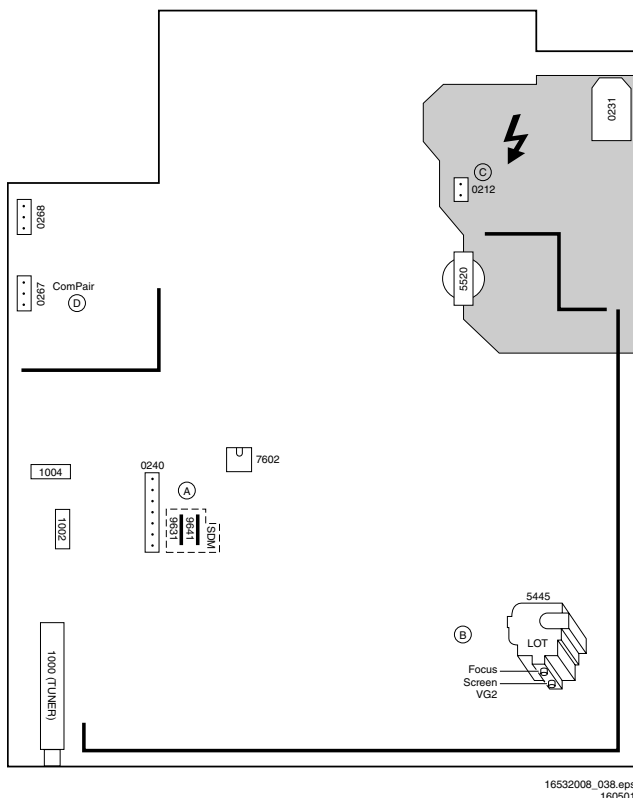 0231
C
0212
0268
5520
ComPair
0267
D
7602
0240
1004
A
1002
9631
9641
SDM
5445
B
LOT
1000 (TUNER)
Focus
Screen
VG2
16532008_038.eps
160501